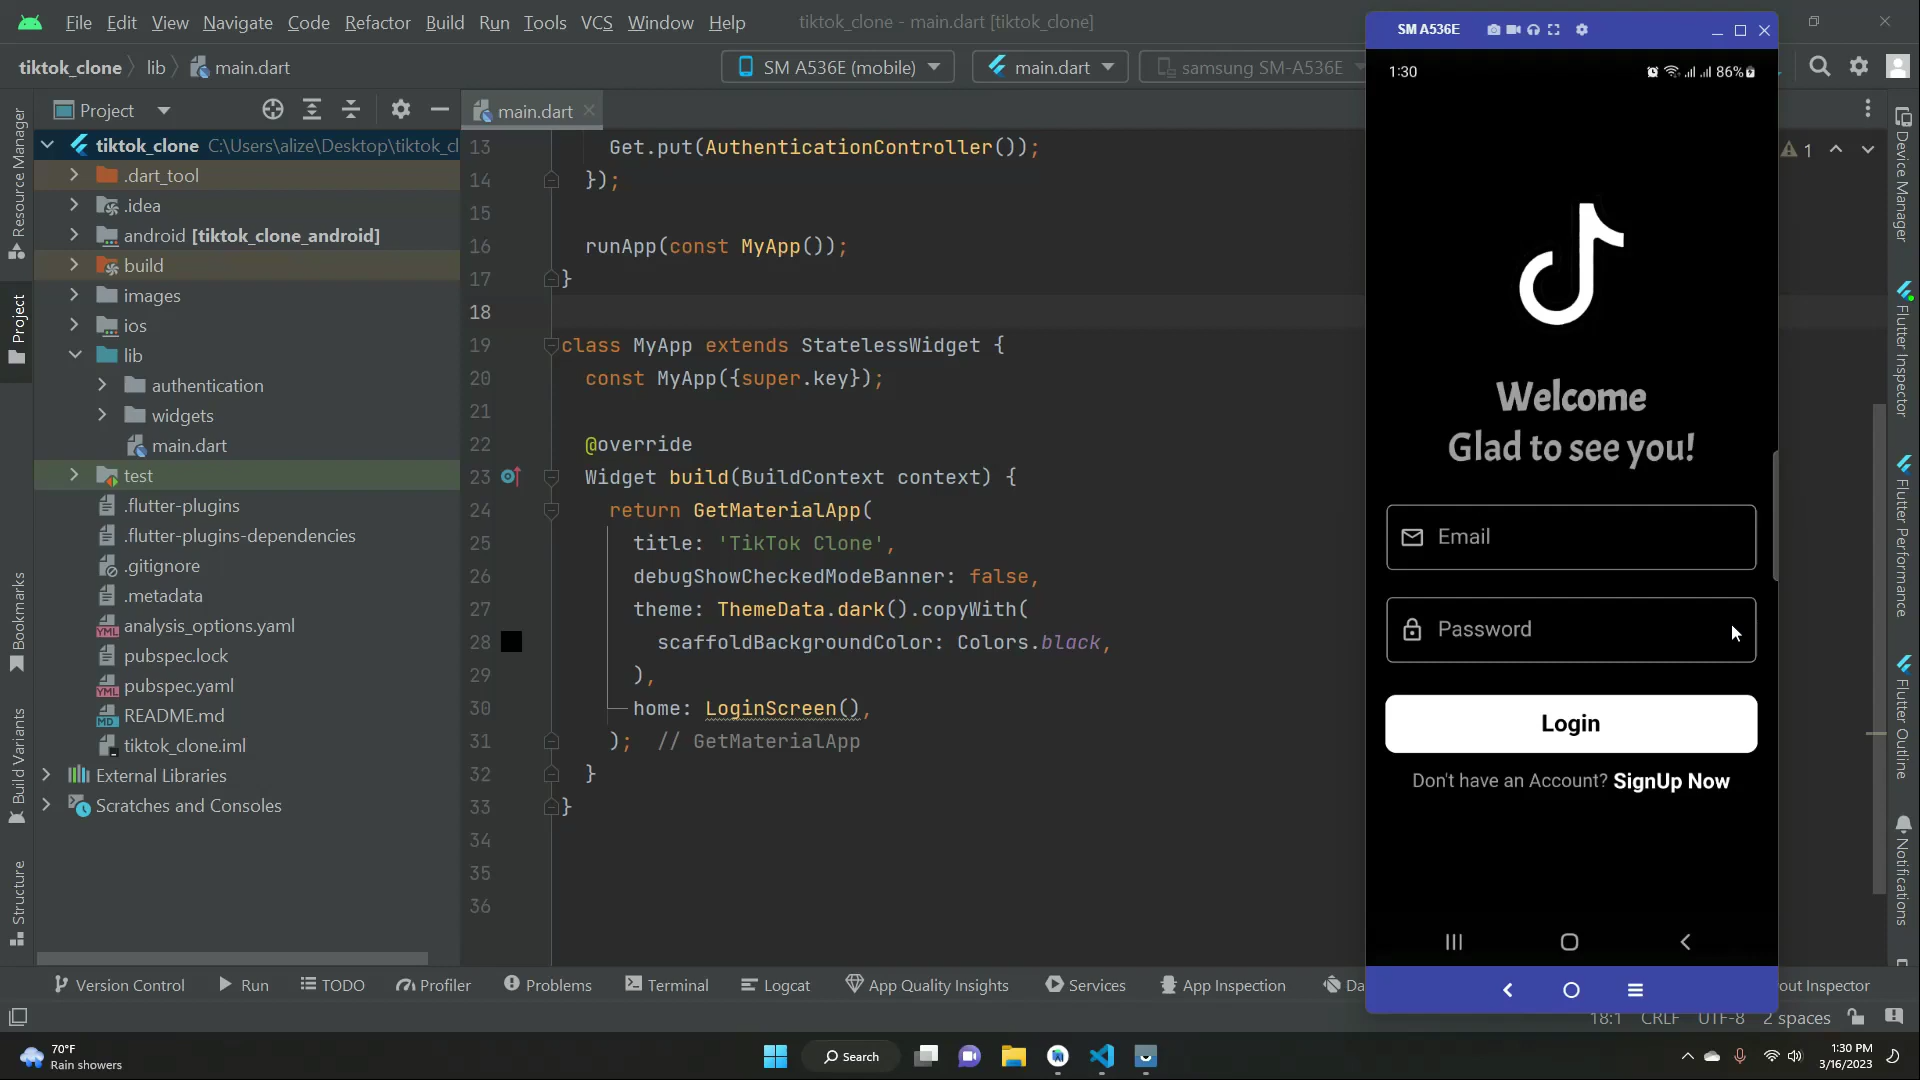 File Edit View Navigate Code Refactor Build Run Tools VCS Window Help
tiktok_clone - main.dart [tiktok_clone]
tiktok_clone lib main.dart
SM A536E (mobile) main.dart samsung SM-A536E
Project
main.dart
Resource Manager
Project
Bookmarks
Build Variants
Structure
tiktok_clone C:\Users\alize\Desktop\tiktok_cl
.dart_tool
.idea
android [tiktok_clone_android]
build
images
ios
lib
authentication
widgets
main.dart
test
.flutter-plugins
.flutter-plugins-dependencies
.gitignore
.metadata
analysis_options.yaml
pubspec.lock
pubspec.yaml
README.md
tiktok_clone.iml
External Libraries
Scratches and Consoles
13 Get.put(AuthenticationController());
14 });
15
16 runApp(const MyApp());
17 }
18
19 class MyApp extends StatelessWidget {
20 const MyApp({super.key});
21
22 @override
23 Widget build(BuildContext context) {
24 return GetMaterialApp(
25 title: 'TikTok Clone',
26 debugShowCheckedModeBanner: false,
27 theme: ThemeData.dark().copyWith(
28 scaffoldBackgroundColor: Colors.black,
29 ),
30 home: LoginScreen(),
31 ); // GetMaterialApp
32 }
33 }
34
35
36
1
SM A536E
1:30 86%
Welcome
Glad to see you!
Email
Password
Login
Don't have an Account? SignUp Now
Device Manager
Flutter Inspector
Flutter Performance
Flutter Outline
Notifications
Version Control Run TODO Profiler Problems Terminal Logcat App Quality Insights Services App Inspection Da out Inspector
18:1 CRLF UTF-8 2 spaces
70°F
Rain showers
Search
1:30 PM
3/16/2023